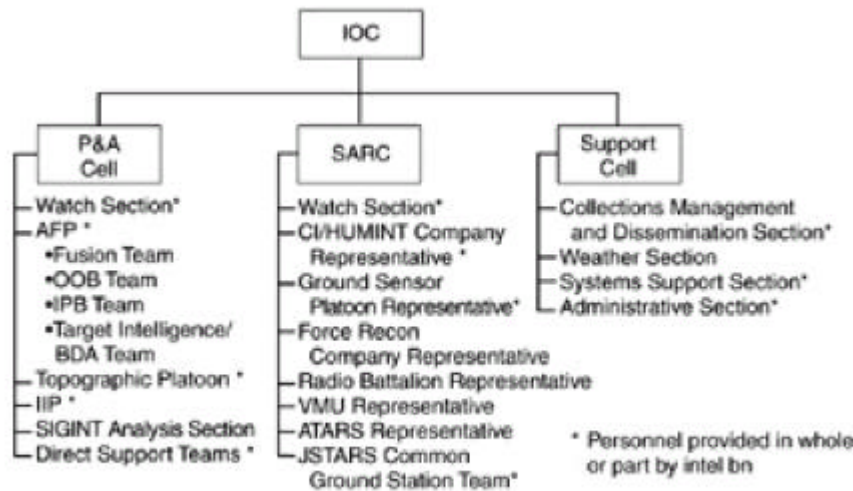 IOC
P&A
Cell
Watch Section*
AFP *
•Fusion Team
•OOB Team
•IPB Team
•Target Intelligence/
BDA Team
Topographic Platoon *
IIP *
SIGINT Analysis Section
Direct Support Teams *
SARC
Watch Section*
CI/HUMINT Company
Representative *
Ground Sensor
Platoon Representative*
Force Recon
Company Representative
Radio Battalion Representative
VMU Representative
ATARS Representative
JSTARS Common
Ground Station Team*
Support
Cell
Collections Management
and Dissemination Section*
Weather Section
Systems Support Section*
Administrative Section*
* Personnel provided in whole
or part by intel bn